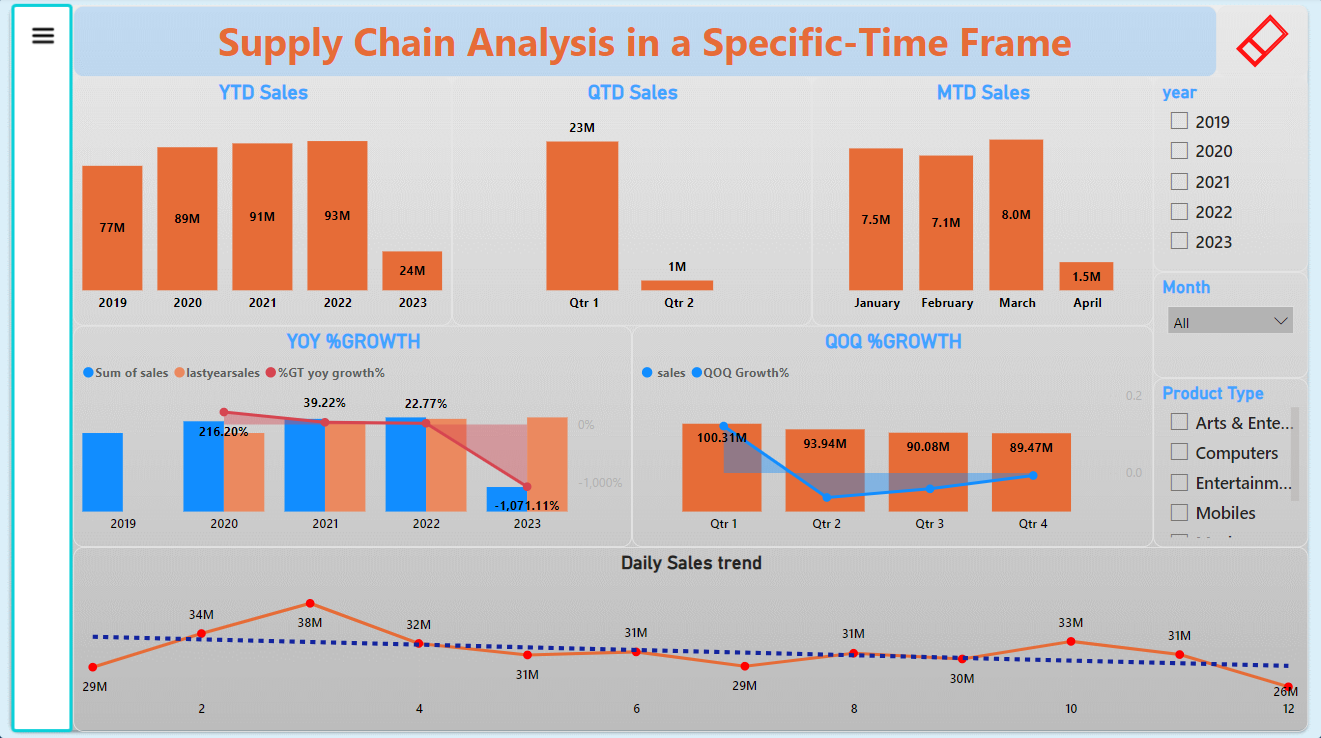 Supply Chain Analysis in a Specific-Time Frame
YTD Sales
77M
89M
91M
93M
24M
2019
2020
2021
2022
2023
QTD Sales
23M
1M
Qtr 1
Qtr 2
MTD Sales
7.5M
7.1M
8.0M
1.5M
January
February
March
April
year
2019
2020
2021
2022
2023
Month
All
Product Type
Arts & Ente...
Computers
Entertainm...
Mobiles
YOY %GROWTH
Sum of sales
lastyearsales
%GT yoy growth%
216.20%
39.22%
22.77%
-1,071.11%
0%
-1,000%
2019
2020
2021
2022
2023
QOQ %GROWTH
sales
QOQ Growth%
100.31M
93.94M
90.08M
89.47M
0.2
0.0
Qtr 1
Qtr 2
Qtr 3
Qtr 4
Daily Sales trend
29M
34M
38M
32M
31M
31M
29M
31M
30M
33M
31M
26M
2
4
6
8
10
12